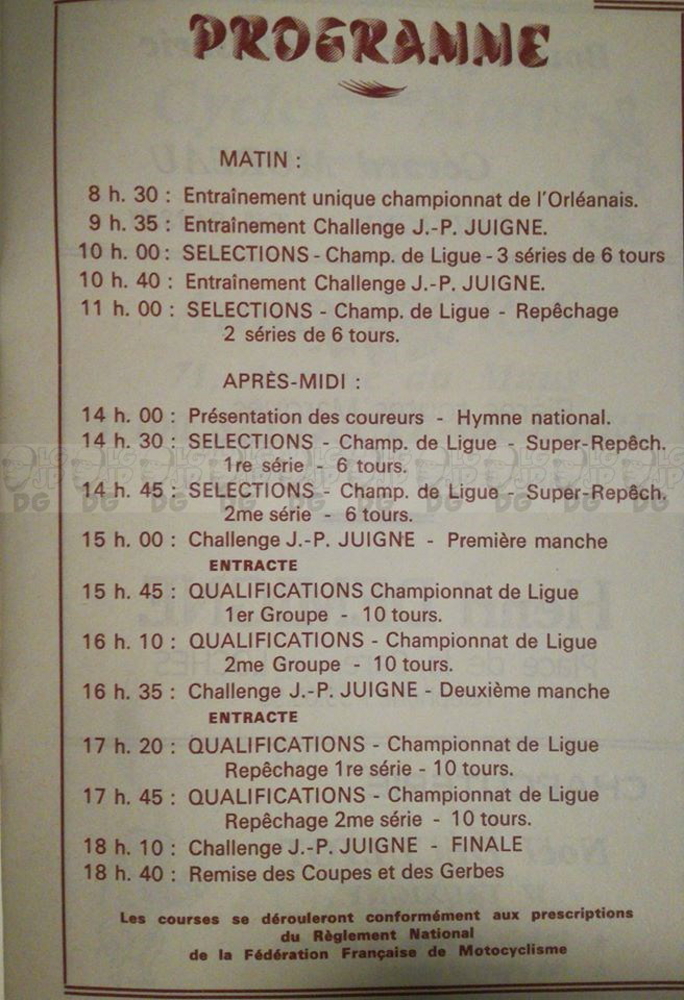 PROGRAMME
MATIN :
8 h. 30 : Entraînement unique championnat de l'Orléanais.
9 h. 35 : Entraînement Challenge J.-P. JUIGNE.
10 h. 00 : SELECTIONS - Champ. de Ligue - 3 séries de 6 tours
10 h. 40 : Entraînement Challenge J.-P. JUIGNE.
11 h. 00 : SELECTIONS - Champ. de Ligue - Repêchage
2 séries de 6 tours.
APRÈS-MIDI :
14 h. 00 : Présentation des coureurs - Hymne national.
14 h. 30 : SELECTIONS - Champ. de Ligue - Super-Repêch.
1re série - 6 tours.
14 h. 45 : SELECTIONS - Champ. de Ligue - Super-Repêch.
2me série - 6 tours.
15 h. 00 : Challenge J.-P. JUIGNE - Première manche
ENTRACTE
15 h. 45 : QUALIFICATIONS Championnat de Ligue
1er Groupe - 10 tours.
16 h. 10 : QUALIFICATIONS - Championnat de Ligue
2me Groupe - 10 tours.
16 h. 35 : Challenge J.-P. JUIGNE - Deuxième manche
ENTRACTE
17 h. 20 : QUALIFICATIONS - Championnat de Ligue
Repêchage 1re série - 10 tours.
17 h. 45 : QUALIFICATIONS - Championnat de Ligue
Repêchage 2me série - 10 tours.
18 h. 10 : Challenge J.-P. JUIGNE - FINALE
18 h. 40 : Remise des Coupes et des Gerbes
Les courses se dérouleront conformément aux prescriptions
du Règlement National
de la Fédération Française de Motocyclisme